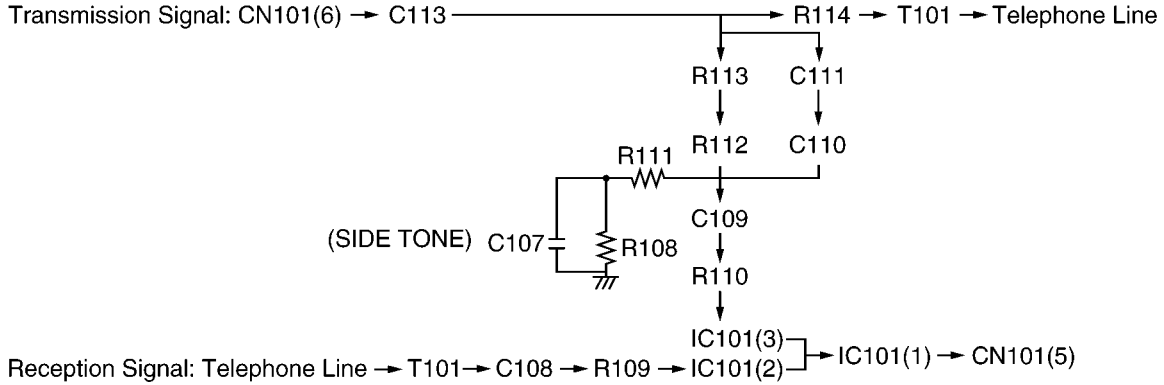 Transmission Signal: CN101(6) → C113 → R114 → T101 → Telephone Line
R113 C111
R112 C110
R111
C109
(SIDE TONE) C107 R108
R110
IC101(3)
Reception Signal: Telephone Line → T101 → C108 → R109 → IC101(2) → IC101(1) → CN101(5)